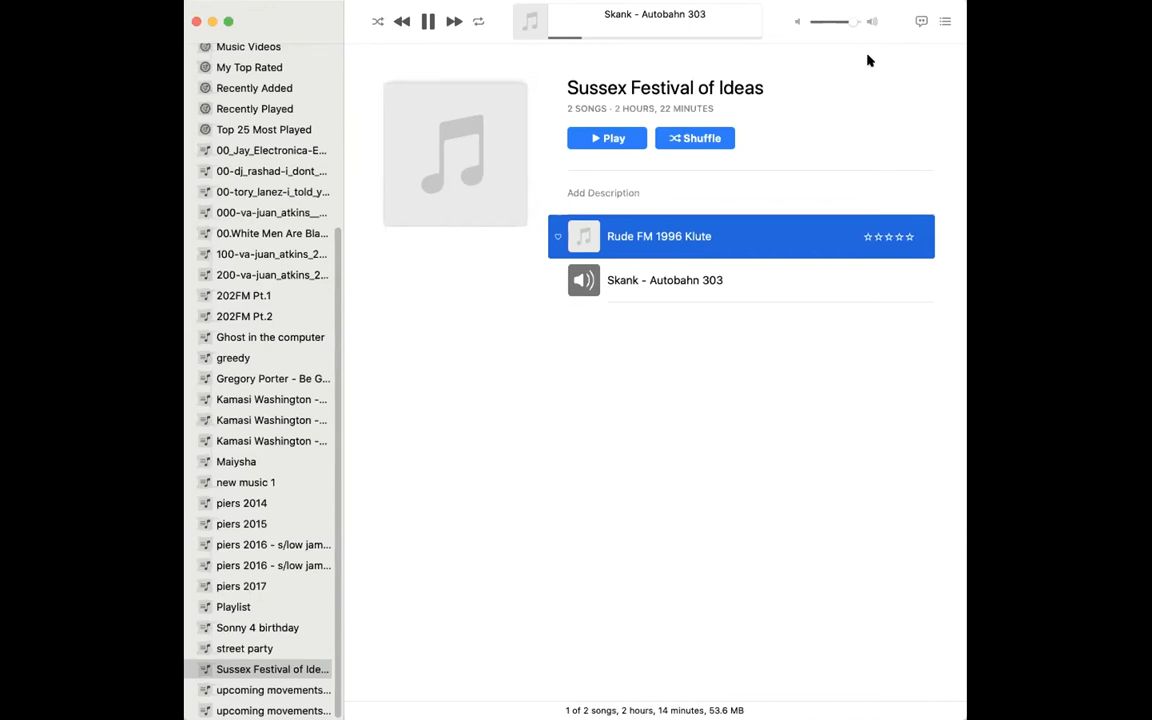 Skank - Autobahn 303
Music Videos
My Top Rated
Recently Added
Recently Played
Top 25 Most Played
00_Jay_Electronica-E...
00-dj_rashad-i_dont_...
00-tory_lanez-i_told_y...
000-va-juan_atkins__...
00.White Men Are Bla...
100-va-juan_atkins_2...
200-va-juan_atkins_2...
202FM Pt.1
202FM Pt.2
Ghost in the computer
greedy
Gregory Porter - Be G...
Kamasi Washington -...
Kamasi Washington -...
Kamasi Washington -...
Maiysha
new music 1
piers 2014
piers 2015
piers 2016 - s/low jam...
piers 2016 - s/low jam...
piers 2017
Playlist
Sonny 4 birthday
street party
Sussex Festival of Ide...
upcoming movements...
upcoming movements...
Sussex Festival of Ideas
2 SONGS · 2 HOURS, 22 MINUTES
Play Shuffle
Add Description
Rude FM 1996 Klute
Skank - Autobahn 303
1 of 2 songs, 2 hours, 14 minutes, 53.6 MB